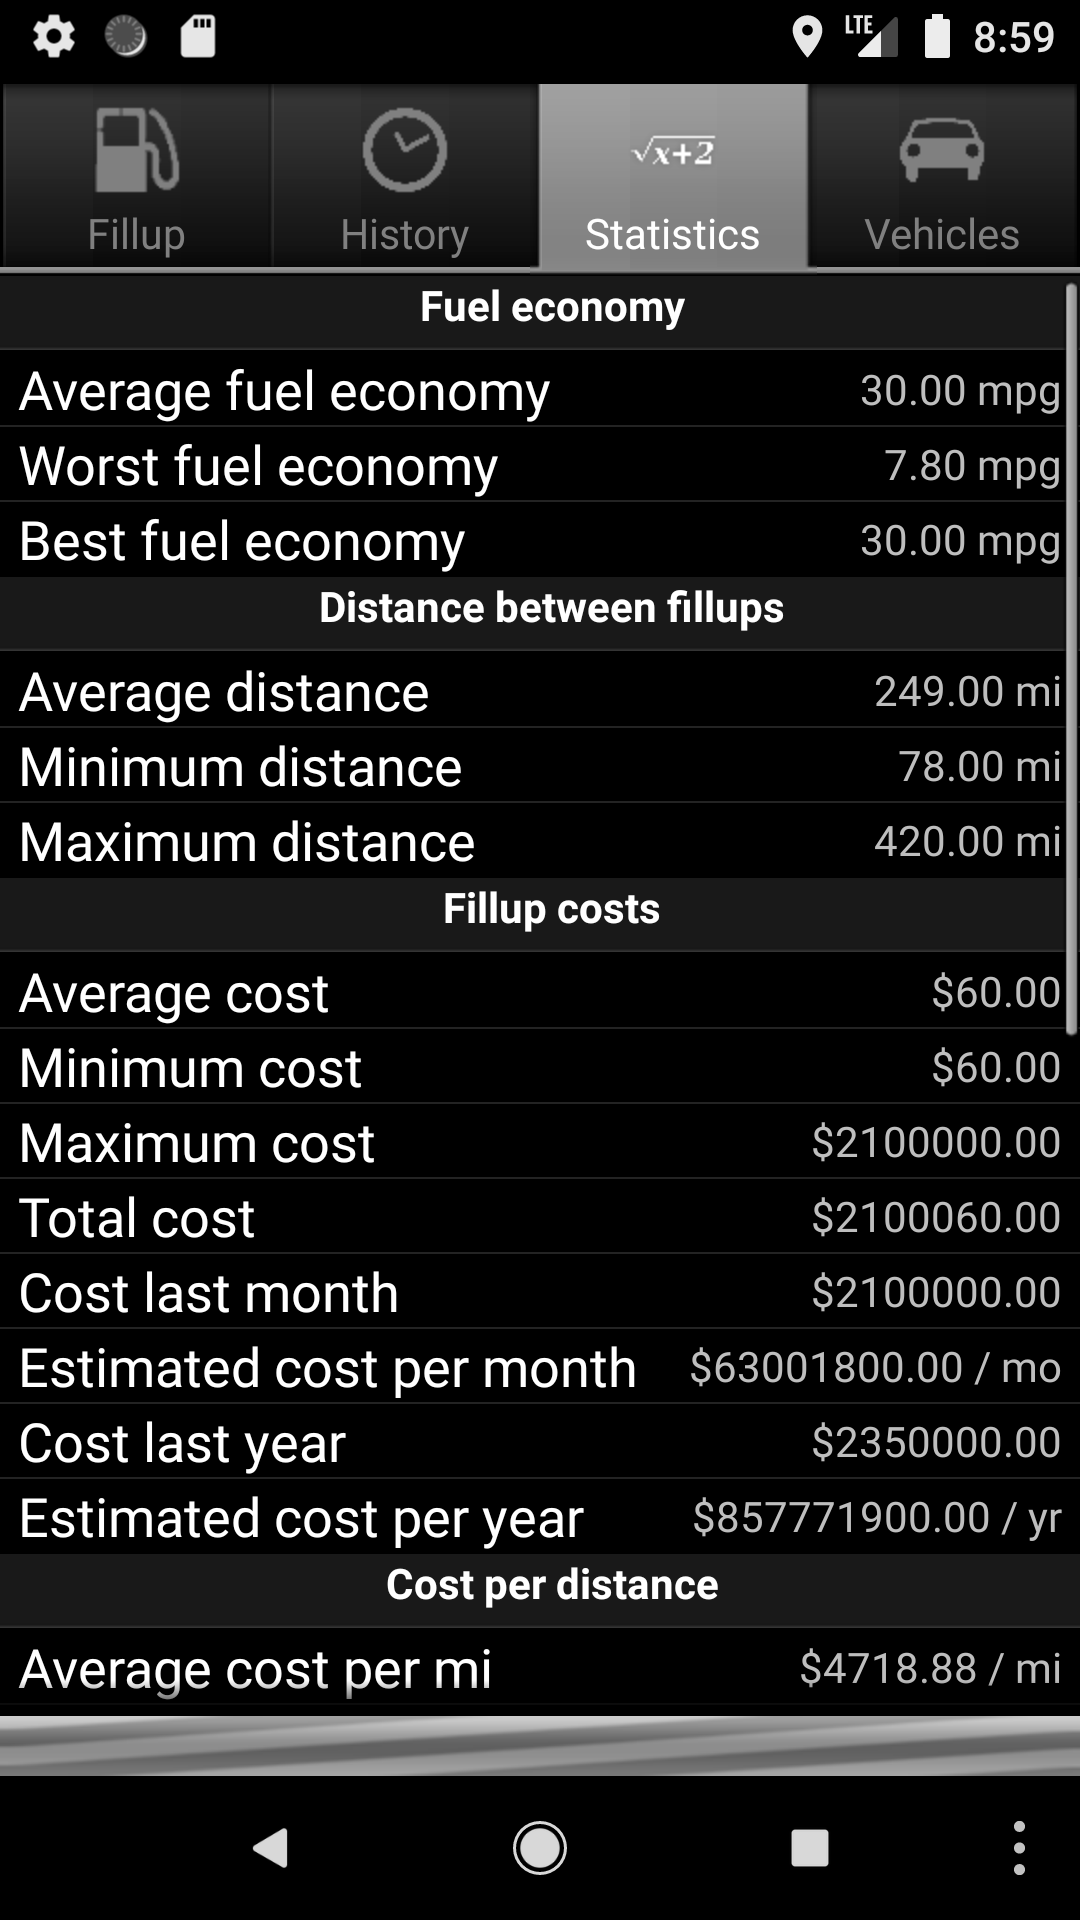 LTE 8:59
√x+2
Fillup History Statistics Vehicles
Fuel economy
Average fuel economy 30.00 mpg
Worst fuel economy 7.80 mpg
Best fuel economy 30.00 mpg
Distance between fillups
Average distance 249.00 mi
Minimum distance 78.00 mi
Maximum distance 420.00 mi
Fillup costs
Average cost $60.00
Minimum cost $60.00
Maximum cost $2100000.00
Total cost $2100060.00
Cost last month $2100000.00
Estimated cost per month $63001800.00 / mo
Cost last year $2350000.00
Estimated cost per year $857771900.00 / yr
Cost per distance
Average cost per mi $4718.88 / mi